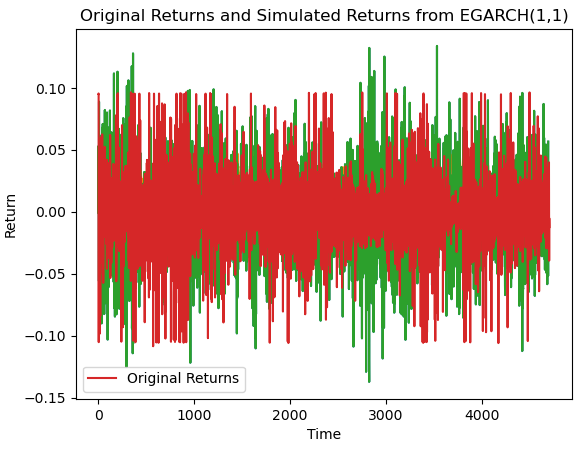 Original Returns and Simulated Returns from EGARCH(1,1)
Return
0.10
0.05
0.00
−0.05
−0.10
−0.15
Original Returns
0
1000
2000
3000
4000
Time